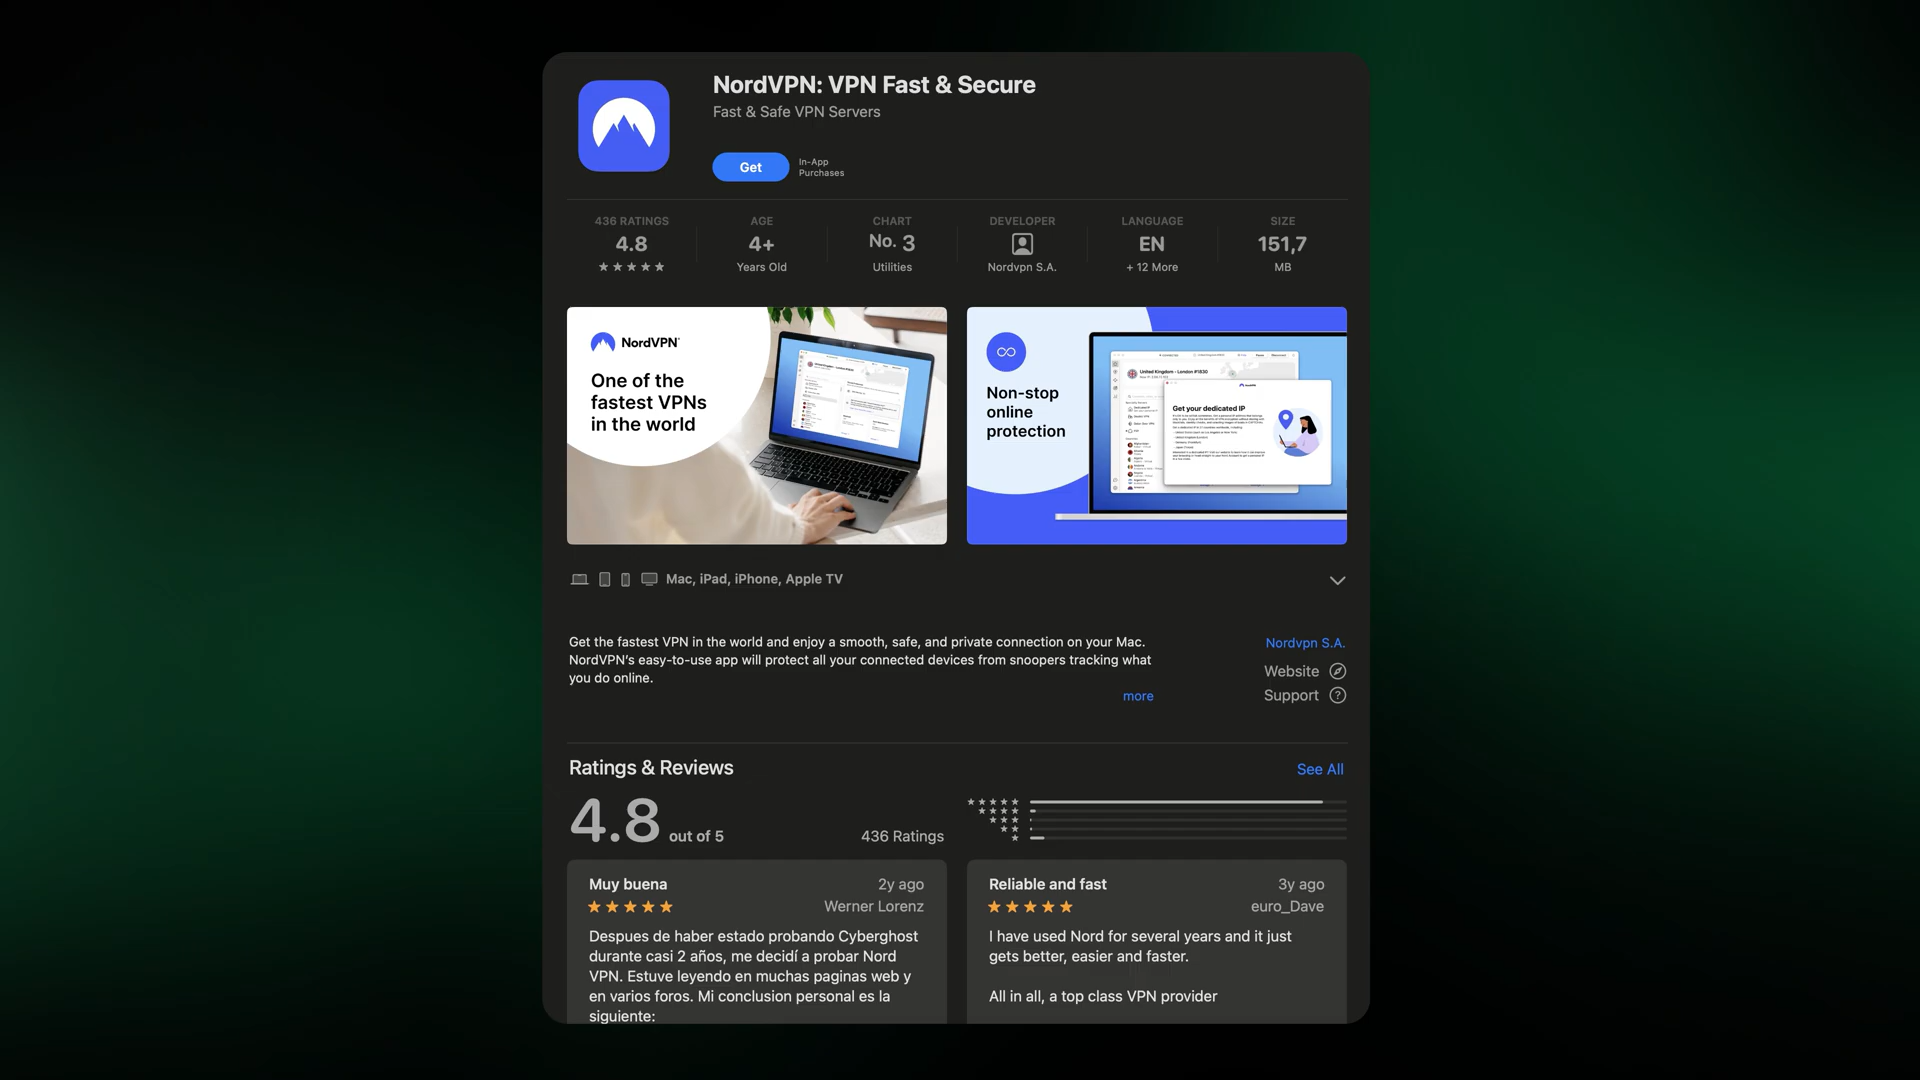 NordVPN: VPN Fast & Secure
Fast & Safe VPN Servers
Get
In-App
Purchases
436 RATINGS
4.8
AGE
4+
Years Old
CHART
No. 3
Utilities
DEVELOPER
Nordvpn S.A.
LANGUAGE
EN
+ 12 More
SIZE
151,7
MB
NordVPN
One of the
fastest VPNs
in the world
Non-stop
online
protection
United Kingdom - London #1830
Get your dedicated IP
Mac, iPad, iPhone, Apple TV
Get the fastest VPN in the world and enjoy a smooth, safe, and private connection on your Mac.
NordVPN's easy-to-use app will protect all your connected devices from snoopers tracking what
you do online.
more
Nordvpn S.A.
Website
Support
Ratings & Reviews
See All
4.8 out of 5
436 Ratings
Muy buena
2y ago
Werner Lorenz
Despues de haber estado probando Cyberghost
durante casi 2 años, me decidí a probar Nord
VPN. Estuve leyendo en muchas paginas web y
en varios foros. Mi conclusion personal es la
siguiente:
Reliable and fast
3y ago
euro_Dave
I have used Nord for several years and it just
gets better, easier and faster.
All in all, a top class VPN provider